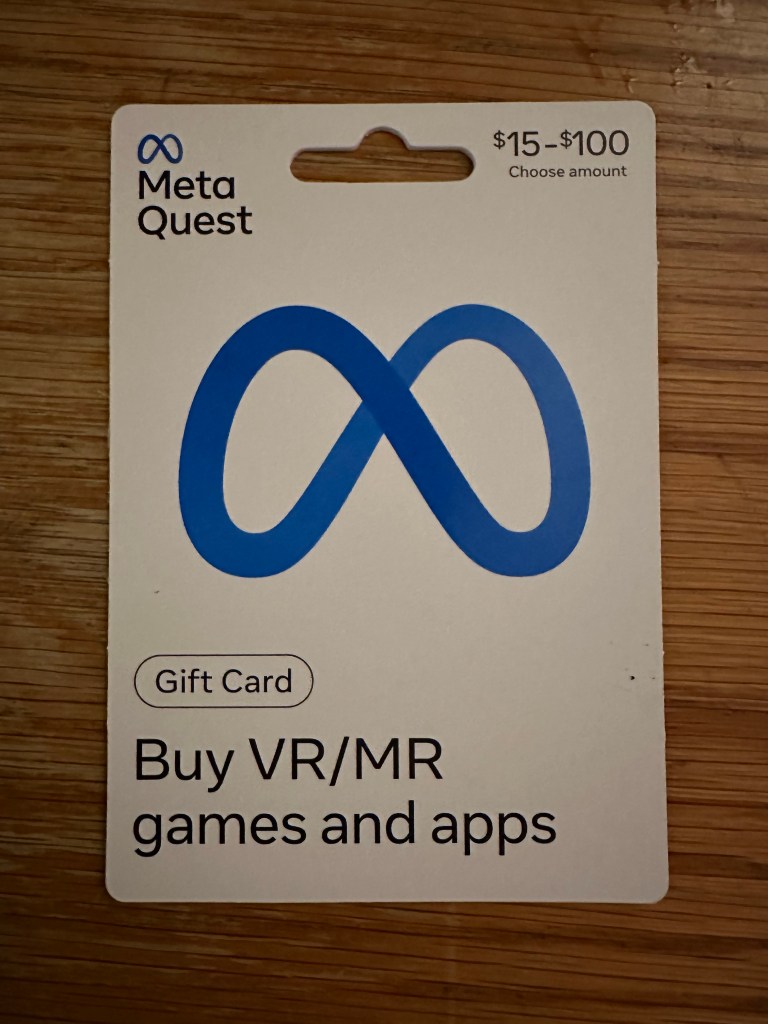 Meta
Quest
$15-$100
Choose amount
Gift Card
Buy VR/MR
games and apps